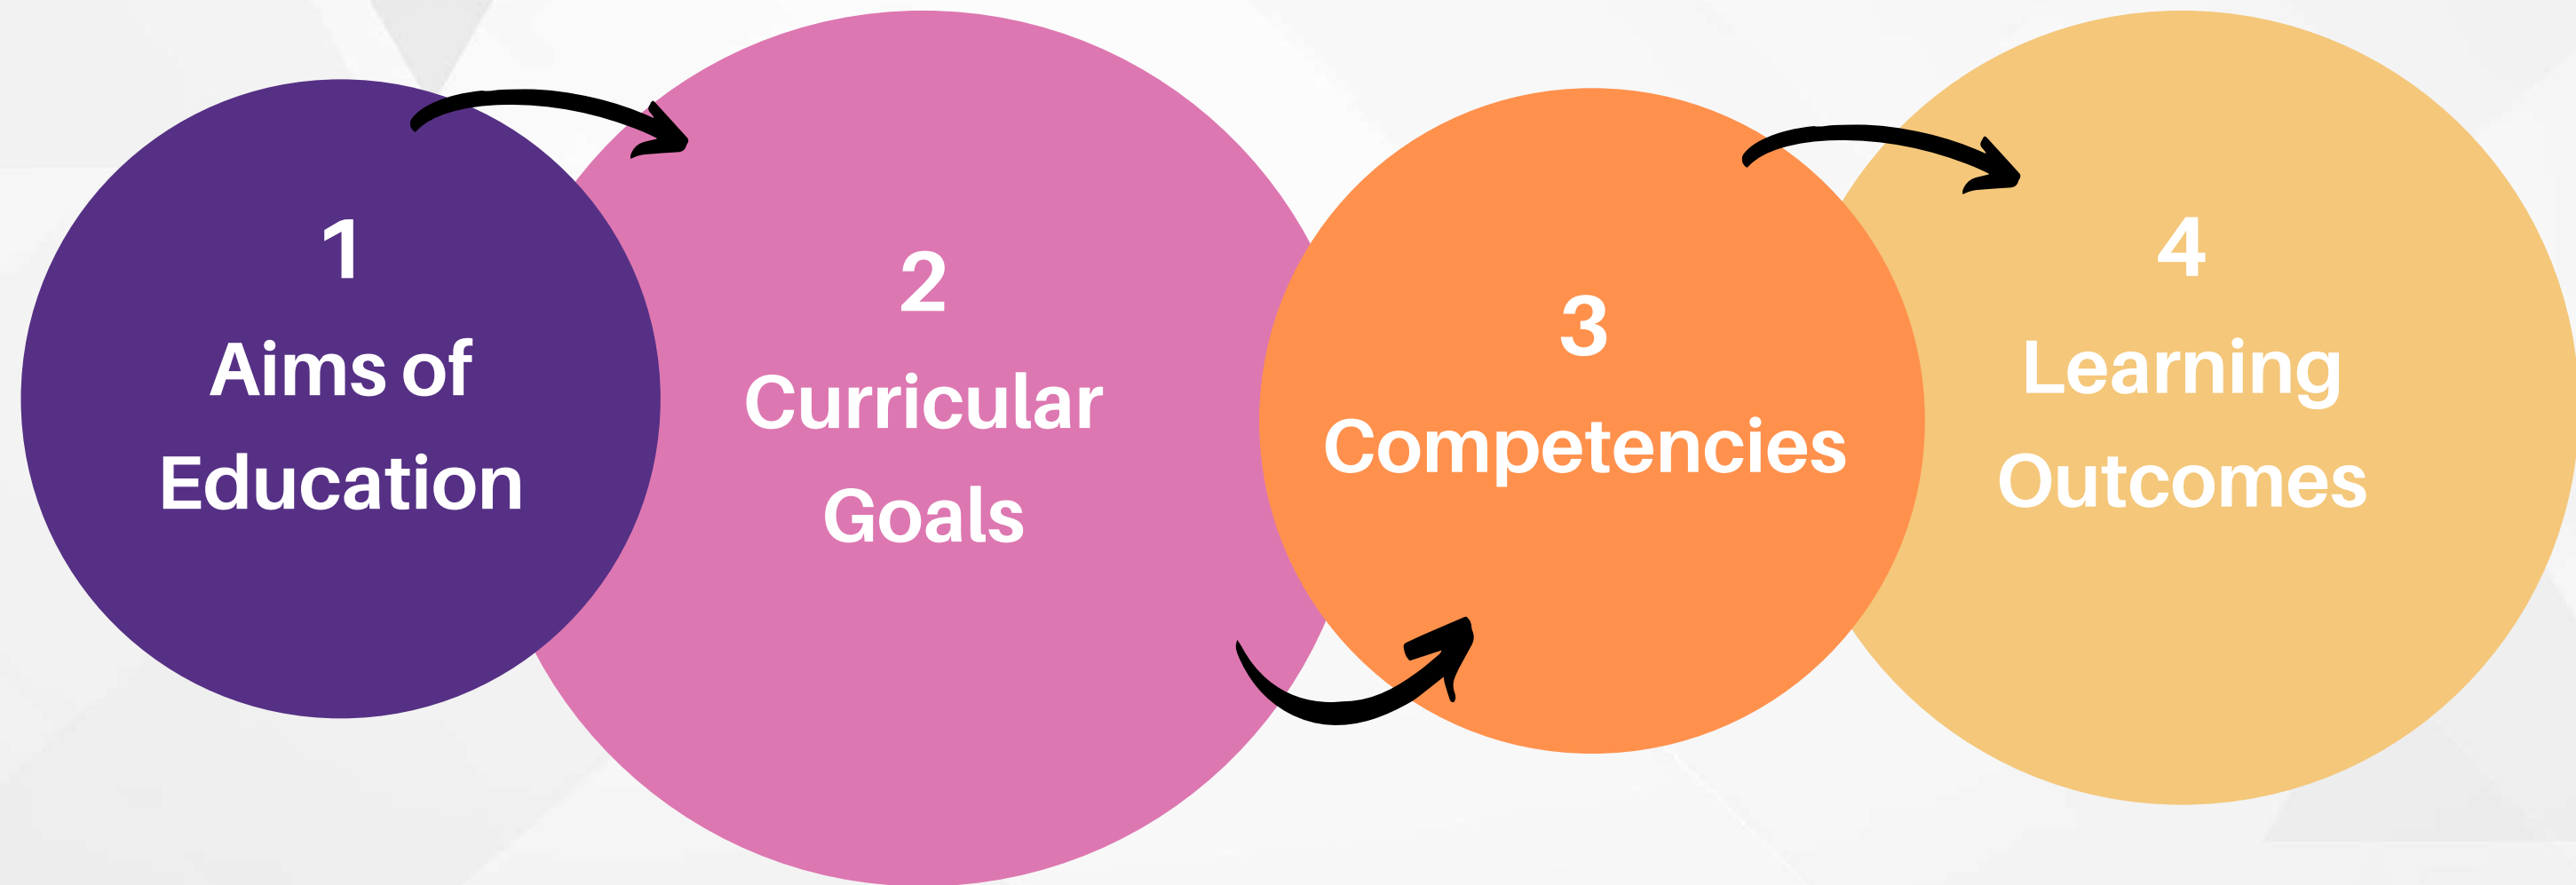 1
Aims of
Education
2
Curricular
Goals
3
Competencies
4
Learning
Outcomes